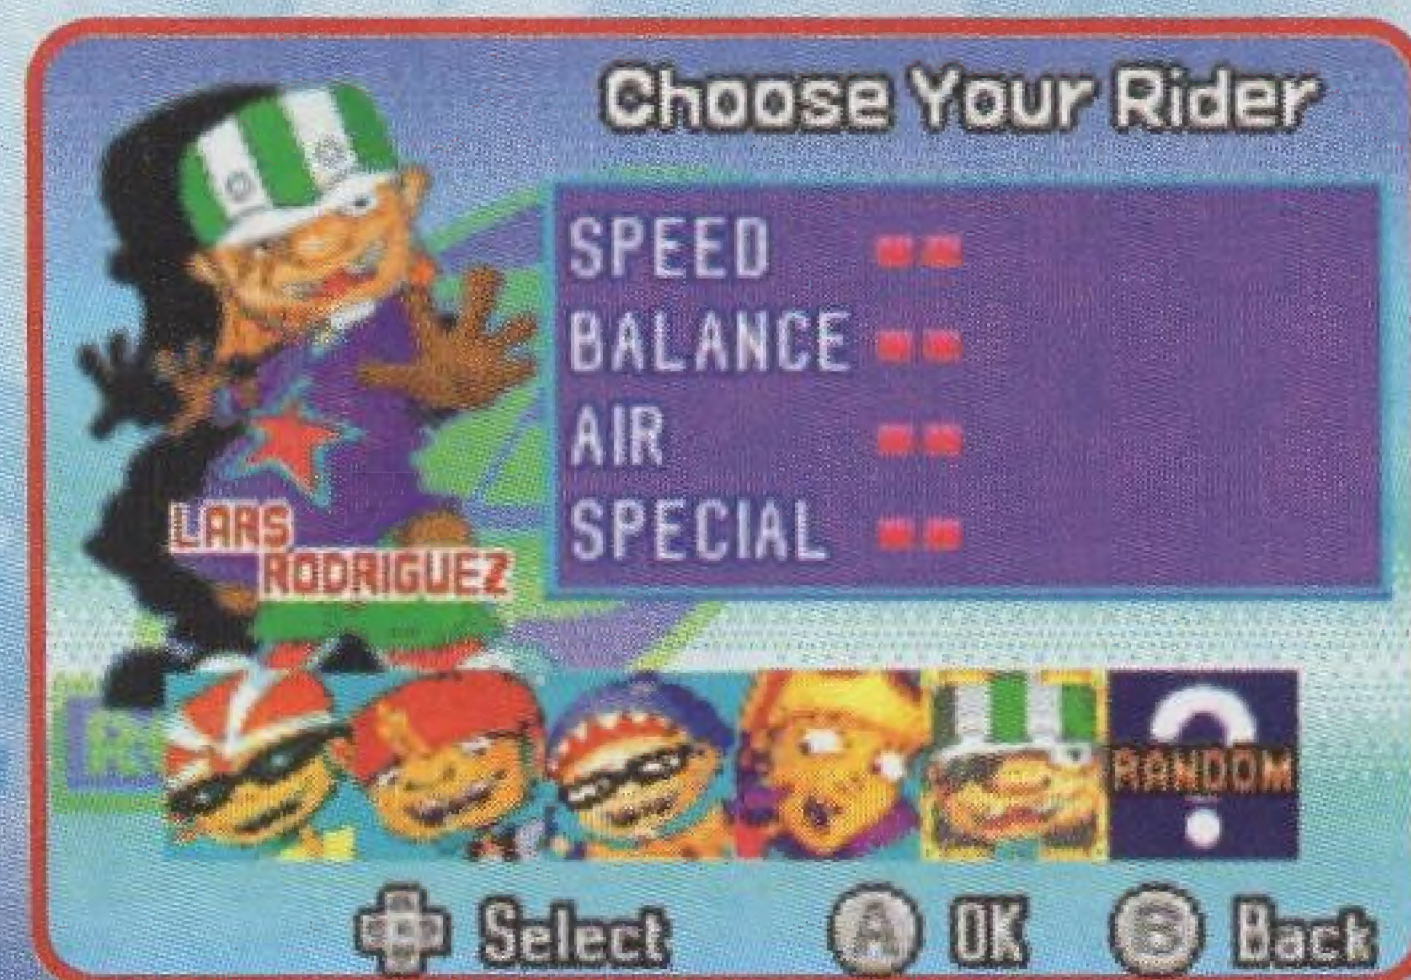 Choose Your Rider
SPEED
BALANCE
AIR
SPECIAL
LARS
RODRIGUEZ
RANDOM
Select
A OK
B Back